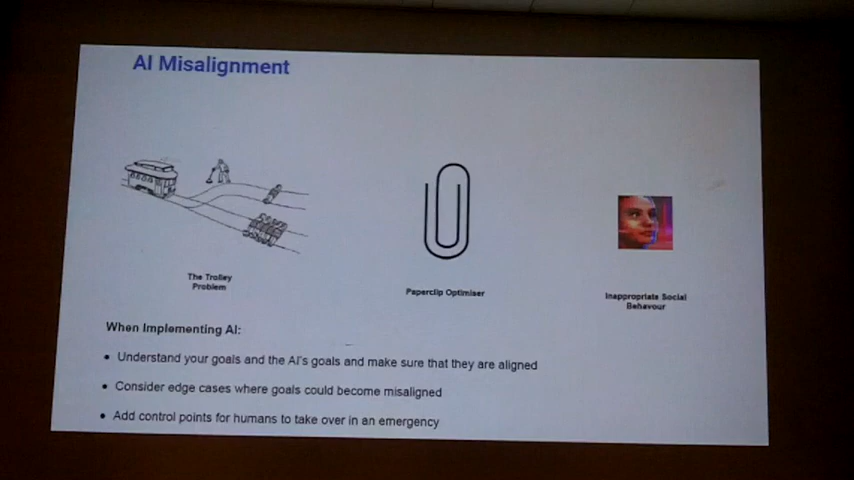 AI Misalignment
The Trolley
Problem
Paperclip Optimiser
Inappropriate Social
Behavour
When Implementing AI:
• Understand your goals and the AI's goals and make sure that they are aligned
• Consider edge cases where goals could become misaligned
• Add control points for humans to take over in an emergency